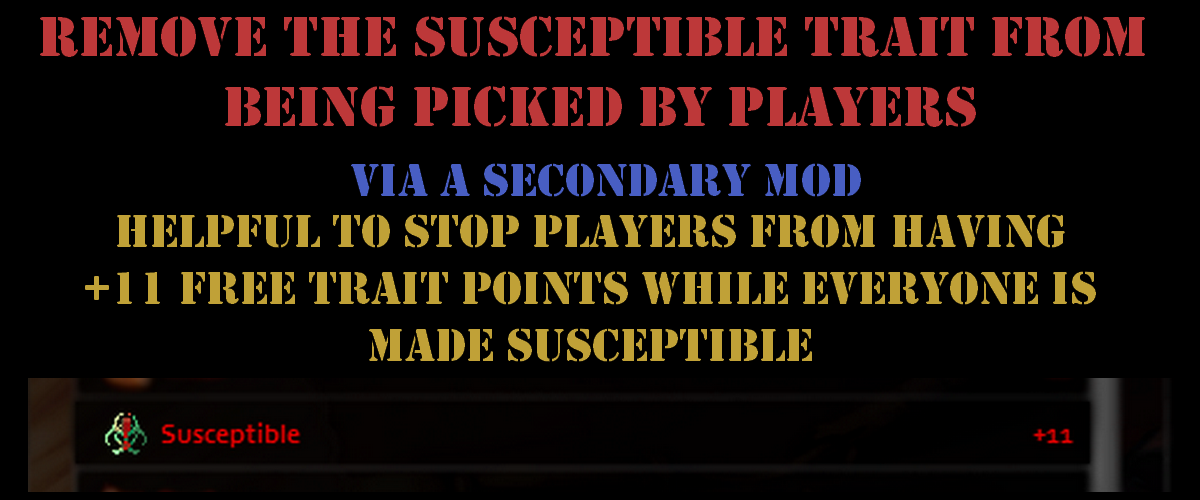 REMOVE THE SUSCEPTIBLE TRAIT FROM
BEING PICKED BY PLAYERS
VIA A SECONDARY MOD
HELPFUL TO STOP PLAYERS FROM HAVING
+11 FREE TRAIT POINTS WHILE EVERYONE IS
MADE SUSCEPTIBLE
Susceptible +11